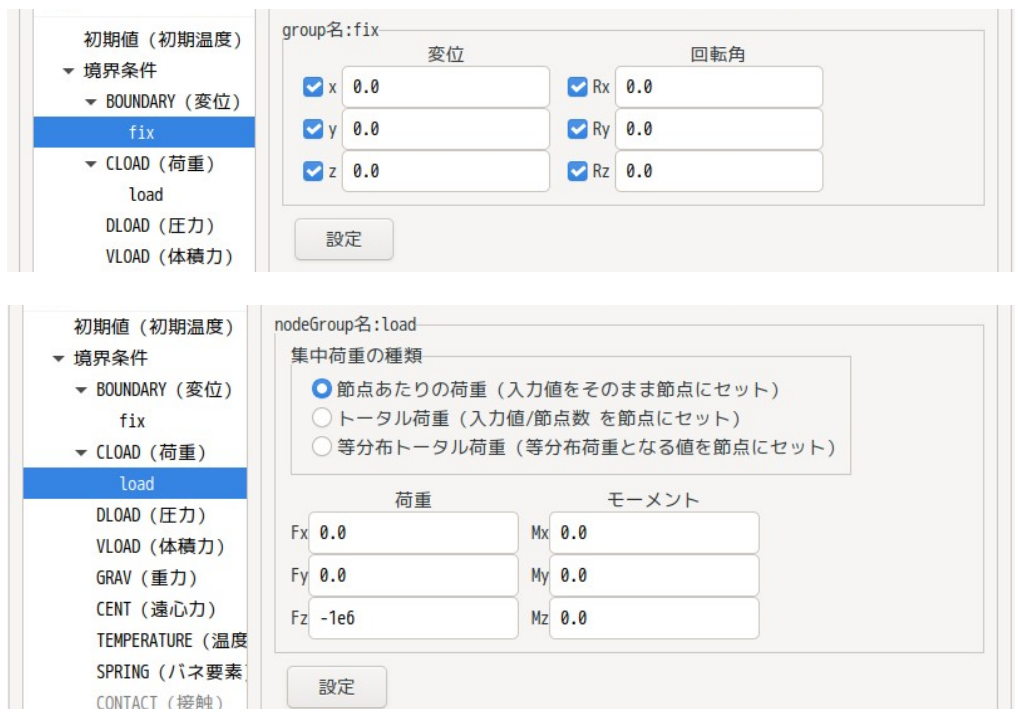 初期値（初期温度）
▼ 境界条件
▼ BOUNDARY（変位）
fix
▼ CLOAD（荷重）
load
DLOAD（圧力）
VLOAD（体積力）
group名:fix
変位 回転角
x 0.0 Rx 0.0
y 0.0 Ry 0.0
z 0.0 Rz 0.0
設定
初期値（初期温度）
▼ 境界条件
▼ BOUNDARY（変位）
fix
▼ CLOAD（荷重）
load
DLOAD（圧力）
VLOAD（体積力）
GRAV（重力）
CENT（遠心力）
TEMPERATURE（温度
SPRING（バネ要素）
CONTACT（接触）
nodeGroup名:load
集中荷重の種類
節点あたりの荷重（入力値をそのまま節点にセット）
トータル荷重（入力値/節点数 を節点にセット）
等分布トータル荷重（等分布荷重となる値を節点にセット）
荷重 モーメント
Fx 0.0 Mx 0.0
Fy 0.0 My 0.0
Fz -1e6 Mz 0.0
設定